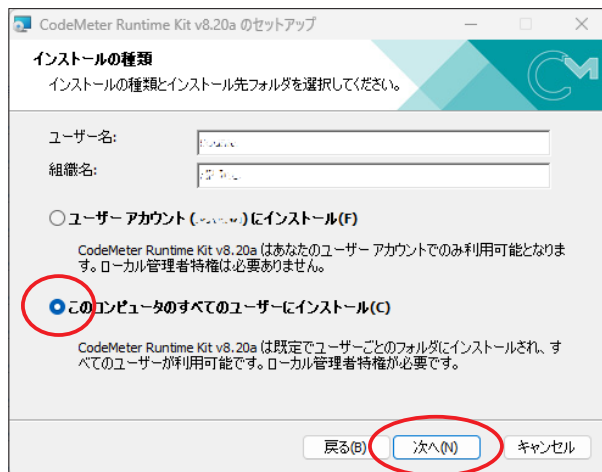 CodeMeter Runtime Kit v8.20a のセットアップ
インストールの種類
インストールの種類とインストール先フォルダを選択してください。
CM
ユーザー名:
組織名:
ユーザー アカウント ( )にインストール(F)
CodeMeter Runtime Kit v8.20a はあなたのユーザー アカウントでのみ利用可能となりま
す。ローカル管理者特権は必要ありません。
このコンピュータのすべてのユーザーにインストール(C)
CodeMeter Runtime Kit v8.20a は既定でユーザーごとのフォルダにインストールされ、す
べてのユーザーが利用可能です。ローカル管理者特権が必要です。
戻る(B)
次へ(N)
キャンセル